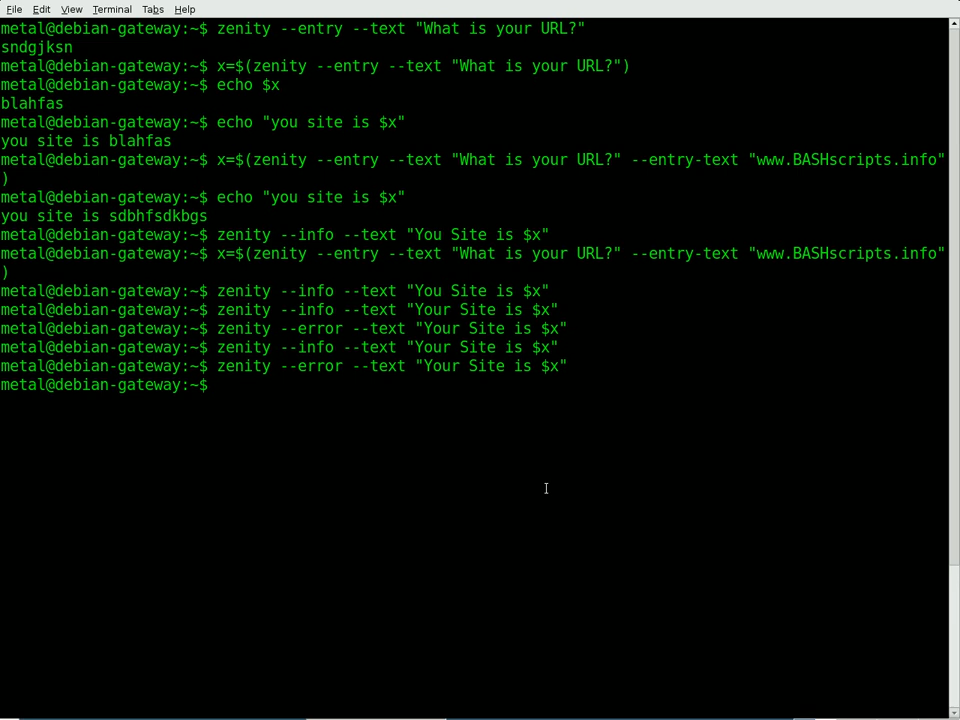 File Edit View Terminal Tabs Help
metal@debian-gateway:~$ zenity --entry --text "What is your URL?"
sndgjksn
metal@debian-gateway:~$ x=$(zenity --entry --text "What is your URL?")
metal@debian-gateway:~$ echo $x
blahfas
metal@debian-gateway:~$ echo "you site is $x"
you site is blahfas
metal@debian-gateway:~$ x=$(zenity --entry --text "What is your URL?" --entry-text "www.BASHscripts.info"
)
metal@debian-gateway:~$ echo "you site is $x"
you site is sdbhfsdkbgs
metal@debian-gateway:~$ zenity --info --text "You Site is $x"
metal@debian-gateway:~$ x=$(zenity --entry --text "What is your URL?" --entry-text "www.BASHscripts.info"
)
metal@debian-gateway:~$ zenity --info --text "You Site is $x"
metal@debian-gateway:~$ zenity --info --text "Your Site is $x"
metal@debian-gateway:~$ zenity --error --text "Your Site is $x"
metal@debian-gateway:~$ zenity --info --text "Your Site is $x"
metal@debian-gateway:~$ zenity --error --text "Your Site is $x"
metal@debian-gateway:~$